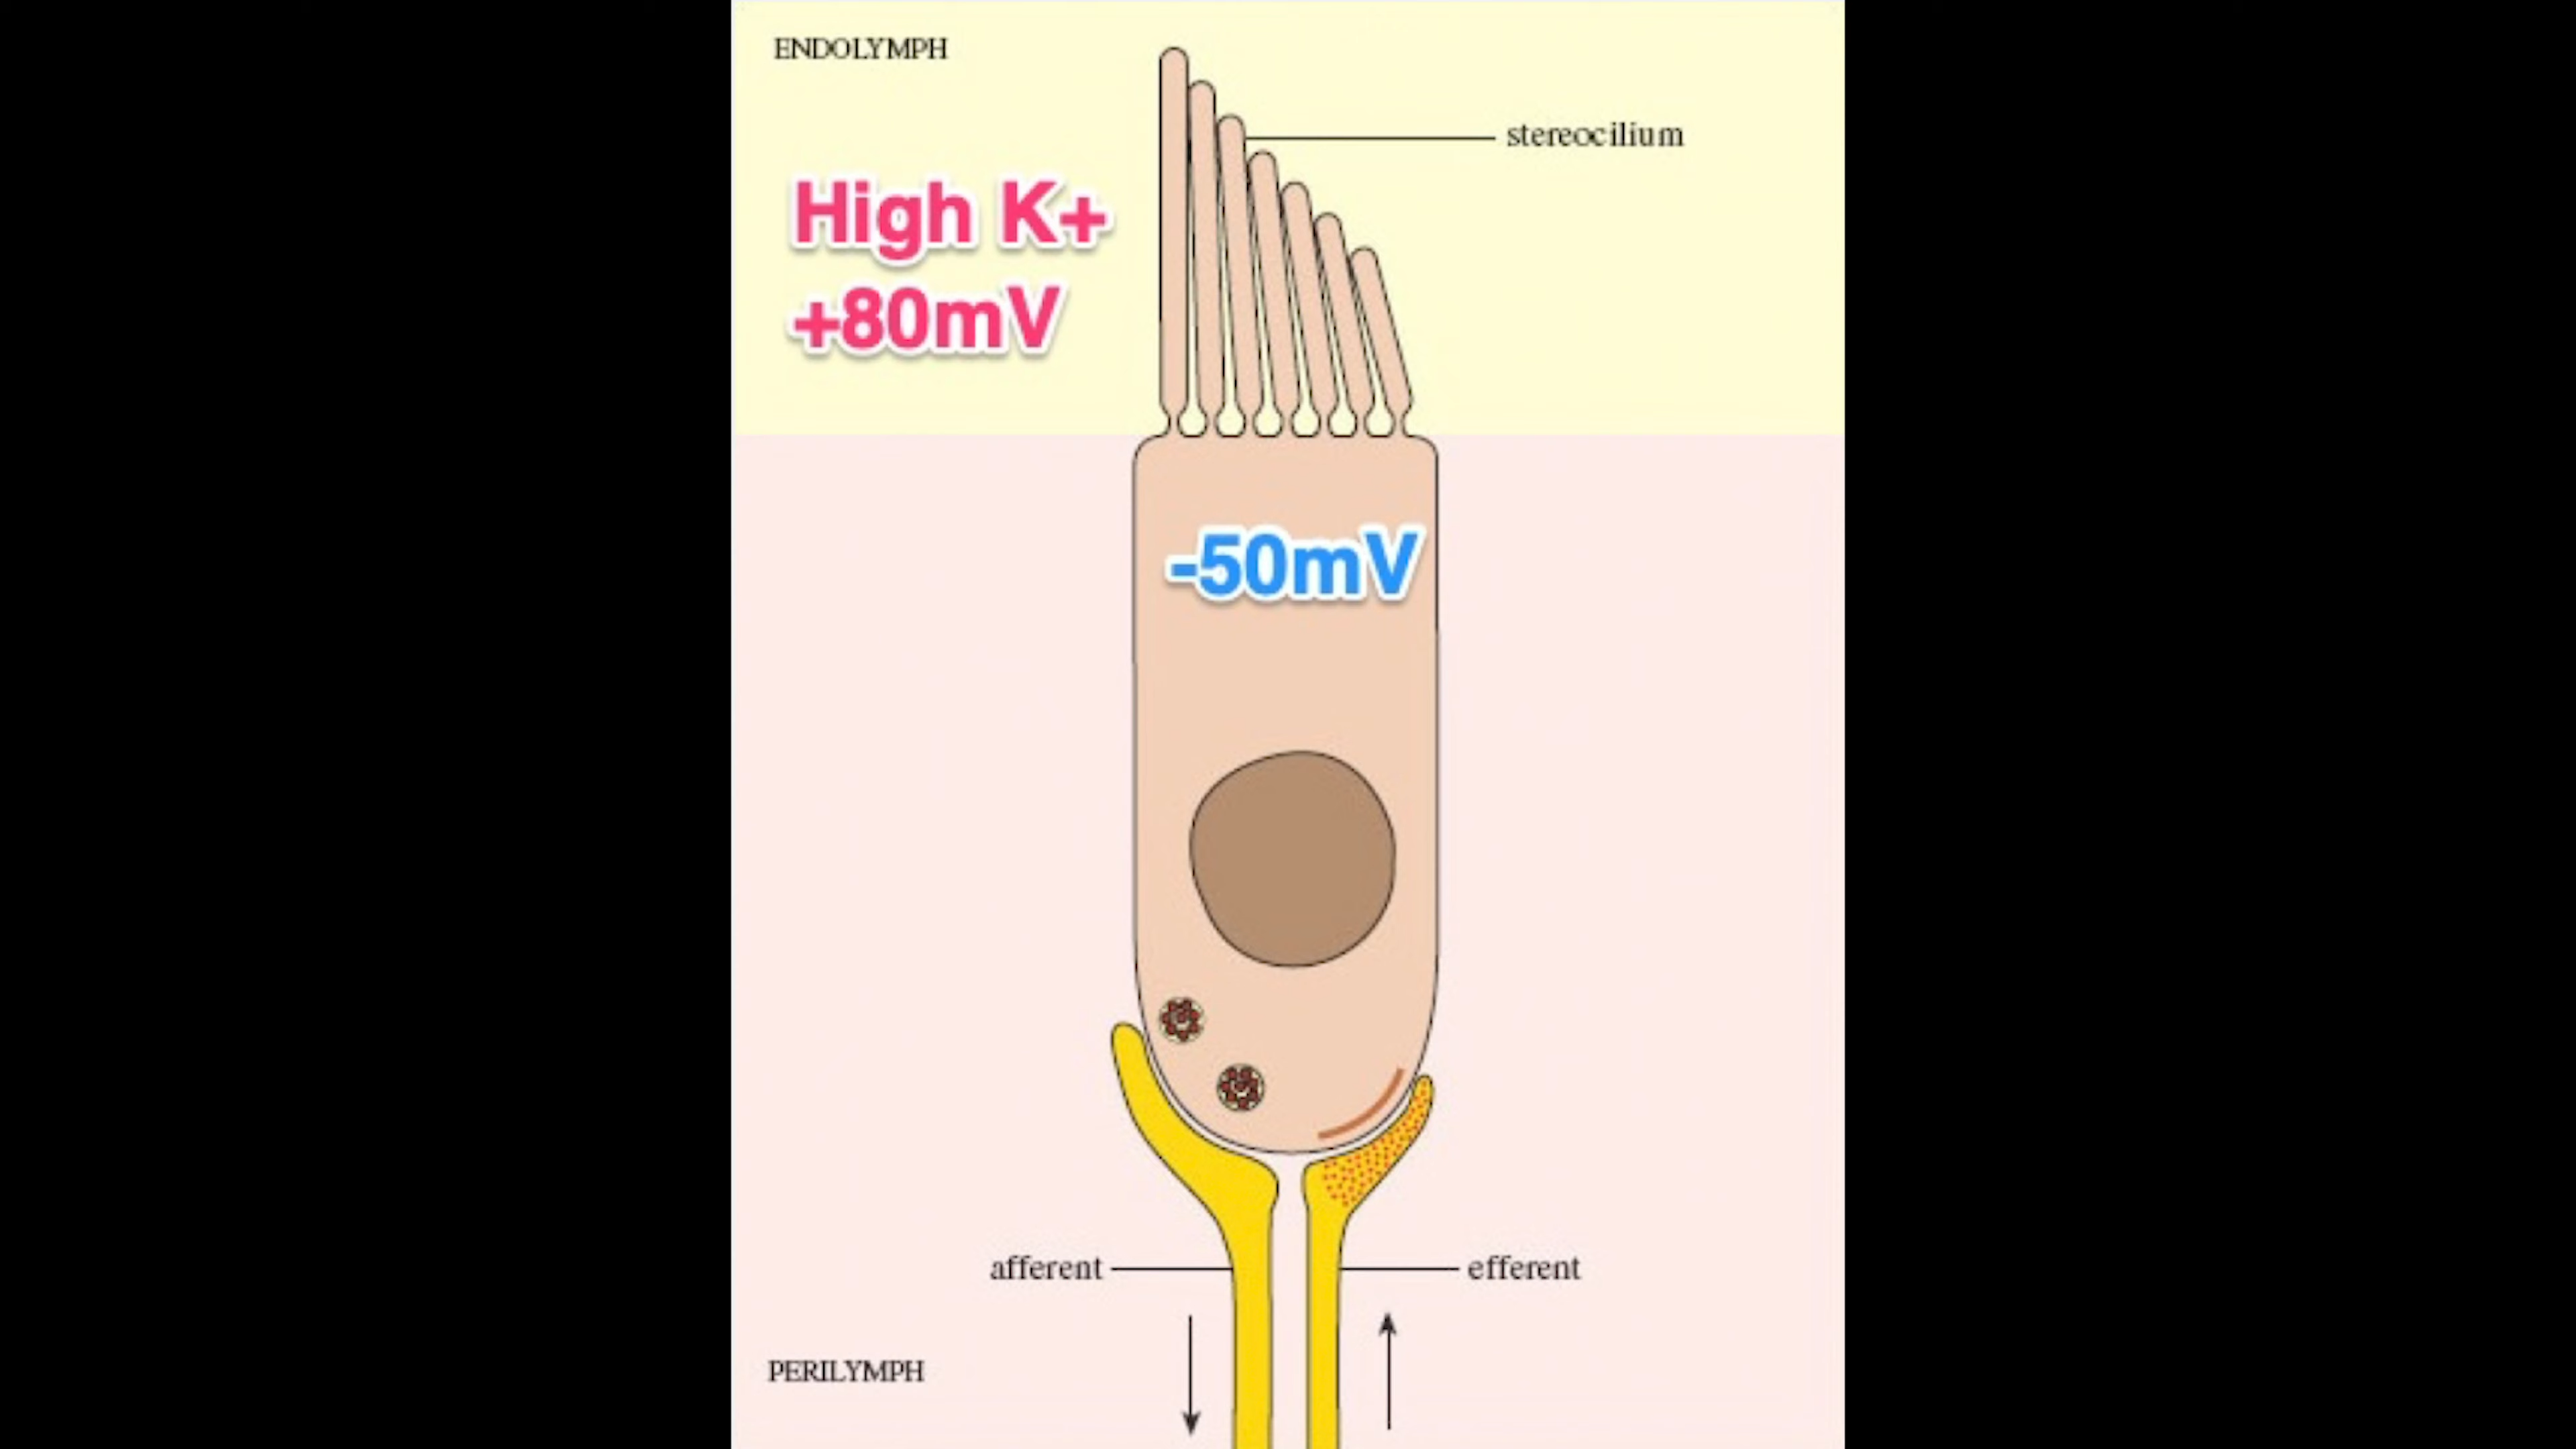 ENDOLYMPH
stereocilium
High K+
+80mV
-50mV
afferent
efferent
PERILYMPH